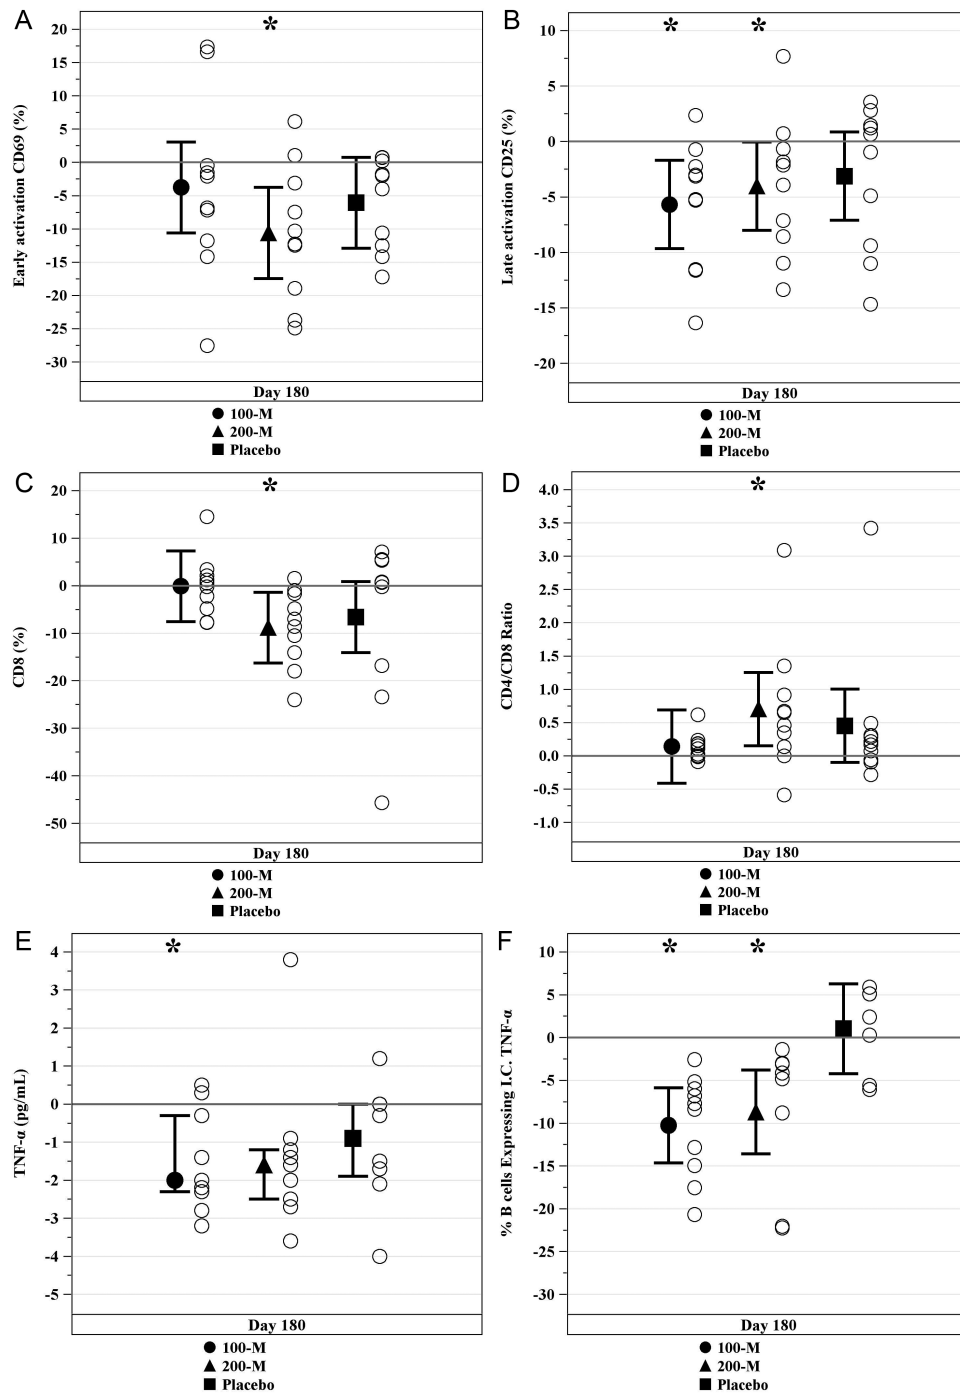 A
Early activation CD69 (%)
*
20
15
10
5
0
-5
-10
-15
-20
-25
-30
Day 180
100-M
200-M
Placebo
B
Late activation CD25 (%)
* *
10
5
0
-5
-10
-15
-20
Day 180
100-M
200-M
Placebo
C
CD8 (%)
*
20
10
0
-10
-20
-30
-40
-50
Day 180
100-M
200-M
Placebo
D
CD4/CD8 Ratio
*
4.0
3.5
3.0
2.5
2.0
1.5
1.0
0.5
0.0
-0.5
-1.0
Day 180
100-M
200-M
Placebo
E
TNF-α (pg/mL)
*
4
3
2
1
0
-1
-2
-3
-4
-5
Day 180
100-M
200-M
Placebo
F
% B cells Expressing I.C. TNF-α
* *
10
5
0
-5
-10
-15
-20
-25
-30
Day 180
100-M
200-M
Placebo